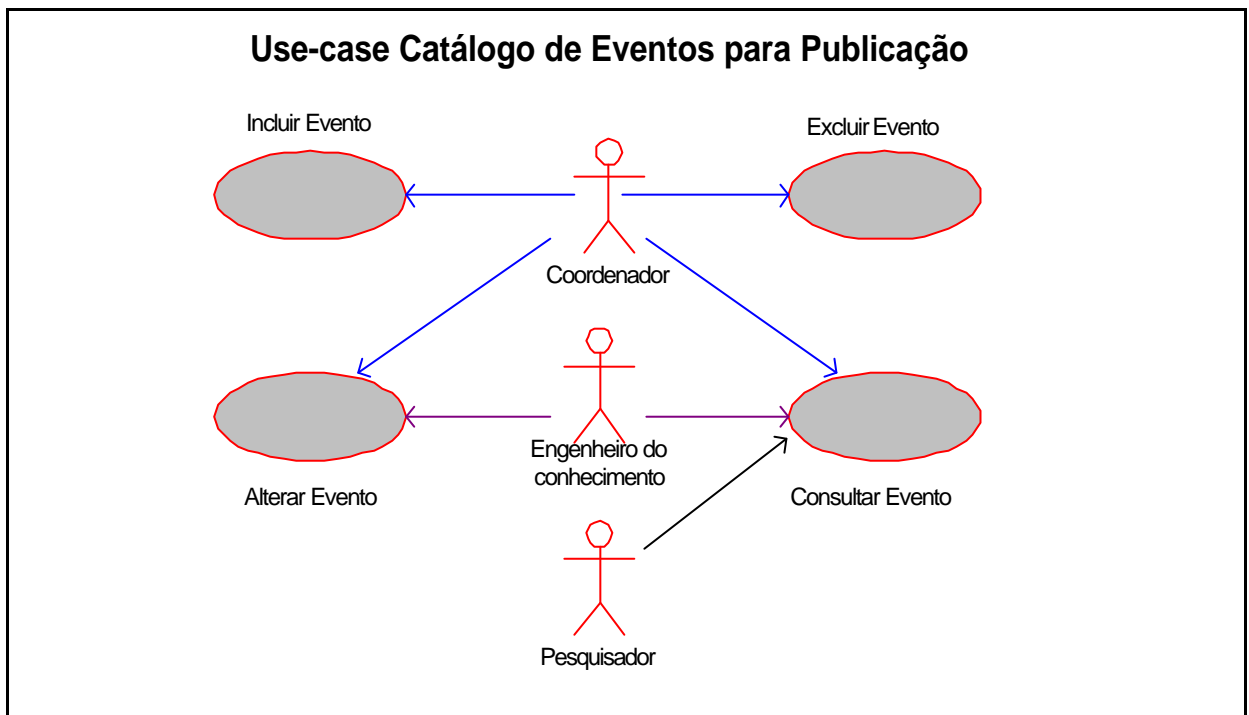 Use-case Catálogo de Eventos para Publicação
Incluir Evento
Excluir Evento
Coordenador
Engenheiro do
conhecimento
Alterar Evento
Consultar Evento
Pesquisador